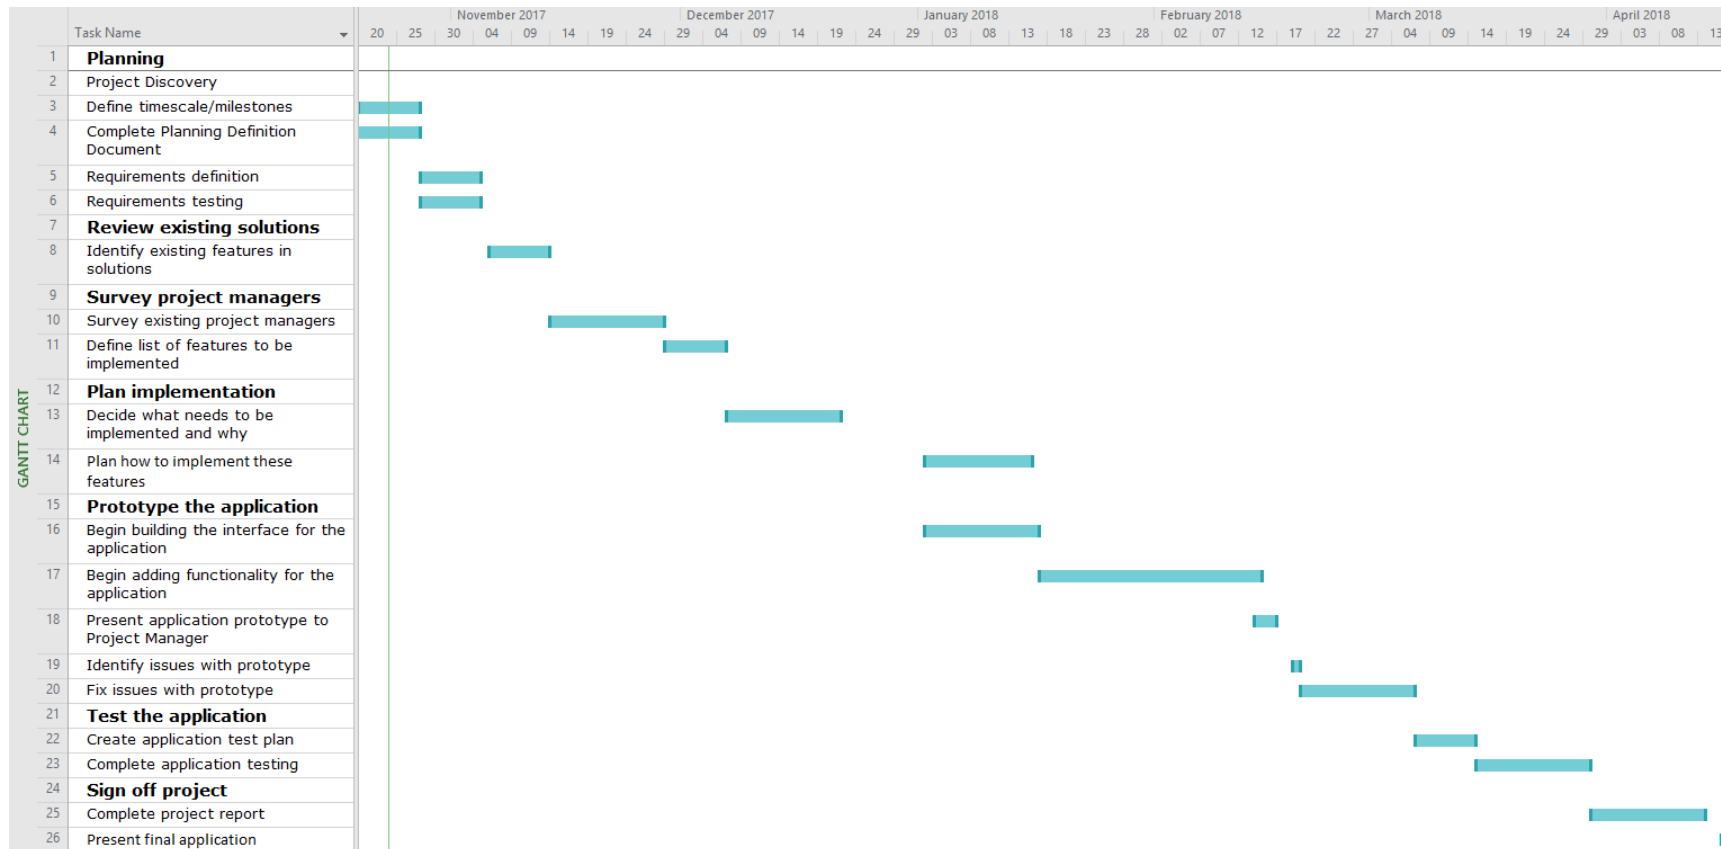 November 2017 December 2017 January 2018 February 2018 March 2018 April 2018
Task Name 20 25 30 04 09 14 19 24 29 04 09 14 19 24 29 03 08 13 18 23 28 02 07 12 17 22 27 04 09 14 19 24 29 03 08 13
1 Planning
2 Project Discovery
3 Define timescale/milestones
4 Complete Planning Definition
Document
5 Requirements definition
6 Requirements testing
7 Review existing solutions
8 Identify existing features in
solutions
9 Survey project managers
10 Survey existing project managers
11 Define list of features to be
implemented
12 Plan implementation
13 Decide what needs to be
implemented and why
14 Plan how to implement these
features
15 Prototype the application
16 Begin building the interface for the
application
17 Begin adding functionality for the
application
18 Present application prototype to
Project Manager
19 Identify issues with prototype
20 Fix issues with prototype
21 Test the application
22 Create application test plan
23 Complete application testing
24 Sign off project
25 Complete project report
26 Present final application
GANTT CHART